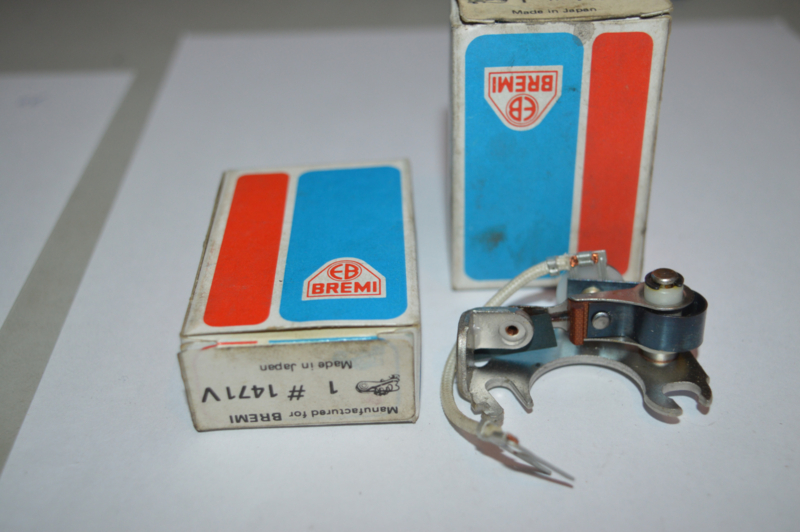 Made in Japan
EB
BREMI
EB
BREMI
Manufactured for BREMI
1 # 1471V
Made in Japan